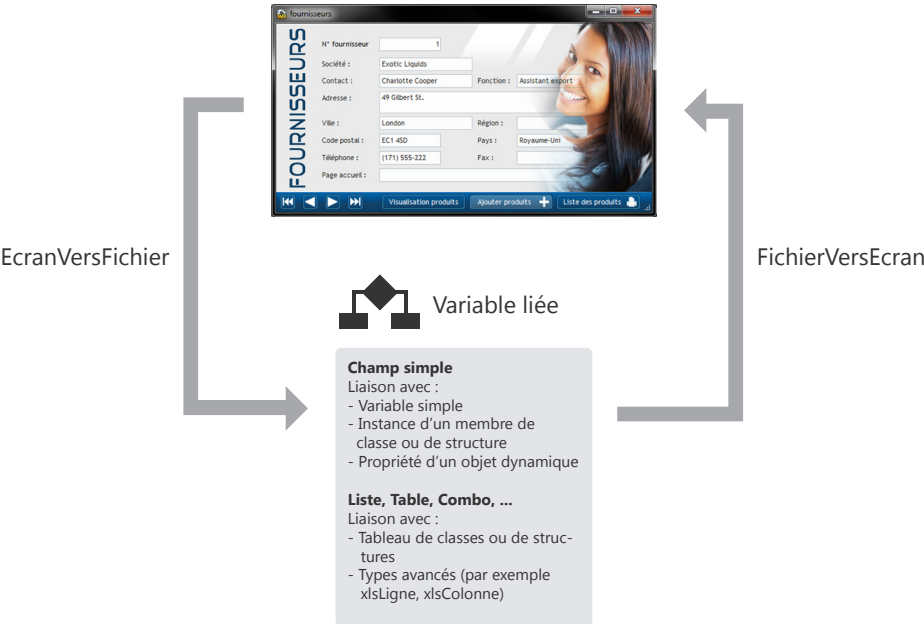 fournisseurs
FOURNISSEURS
N° fournisseur 1
Société : Exotic Liquids
Contact : Charlotte Cooper Fonction : Assistant export
Adresse : 49 Gilbert St.
Ville : London Région :
Code postal : EC1 4SD Pays : Royaume-Uni
Téléphone : (171) 555-222 Fax :
Page accueil :
Visualisation produits Ajouter produits Liste des produits
EcranVersFichier
FichierVersEcran
Variable liée
Champ simple
Liaison avec :
- Variable simple
- Instance d’un membre de
classe ou de structure
- Propriété d’un objet dynamique
Liste, Table, Combo, ...
Liaison avec :
- Tableau de classes ou de struc-
tures
- Types avancés (par exemple
xlsLigne, xlsColonne)